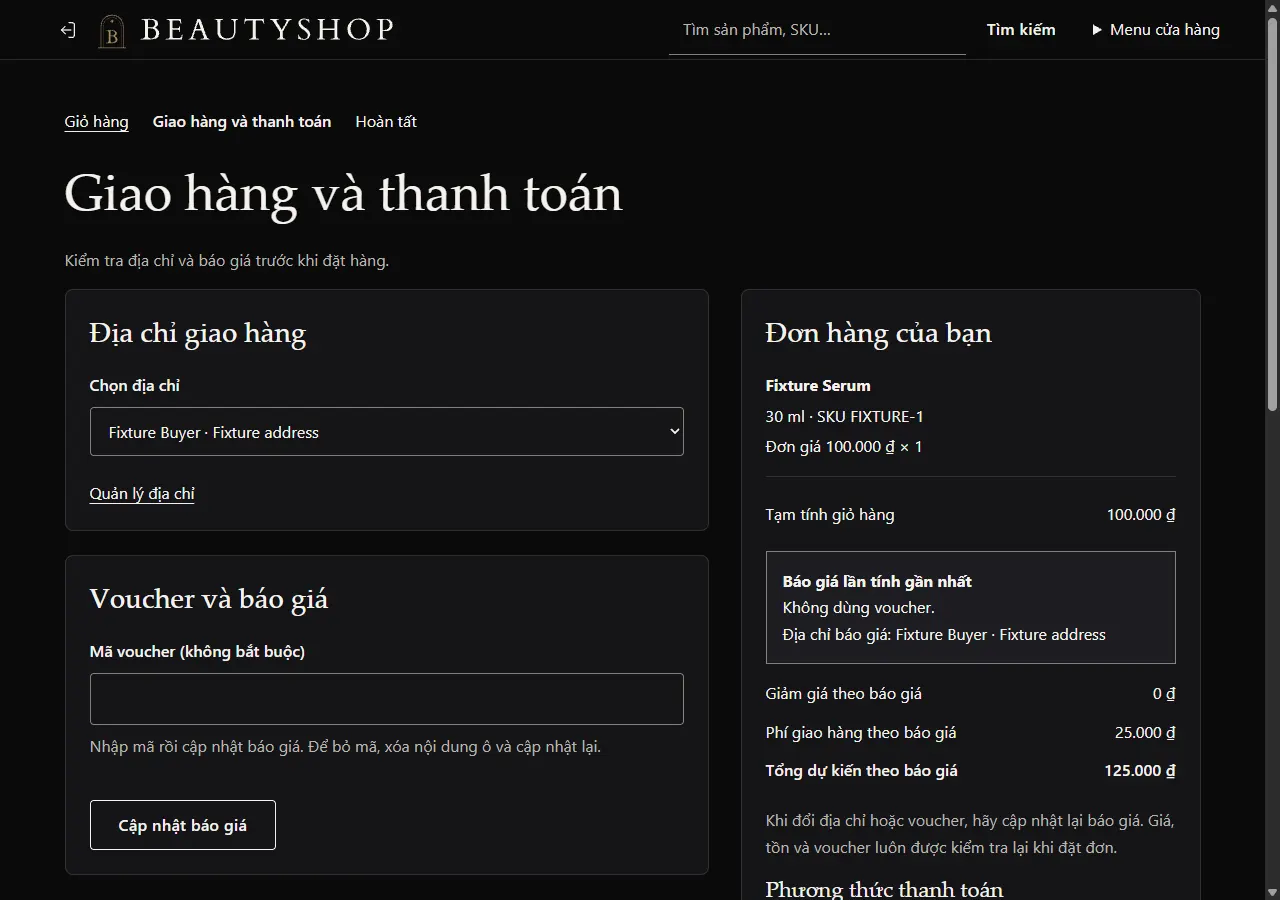 B BEAUTYSHOP
Tìm sản phẩm, SKU...
Tìm kiếm
Menu cửa hàng
Giỏ hàng
Giao hàng và thanh toán
Hoàn tất
Giao hàng và thanh toán
Kiểm tra địa chỉ và báo giá trước khi đặt hàng.
Địa chỉ giao hàng
Chọn địa chỉ
Fixture Buyer · Fixture address
Quản lý địa chỉ
Voucher và báo giá
Mã voucher (không bắt buộc)
Nhập mã rồi cập nhật báo giá. Để bỏ mã, xóa nội dung ô và cập nhật lại.
Cập nhật báo giá
Đơn hàng của bạn
Fixture Serum
30 ml · SKU FIXTURE-1
Đơn giá 100.000 ₫ × 1
Tạm tính giỏ hàng 100.000 ₫
Báo giá lần tính gần nhất
Không dùng voucher.
Địa chỉ báo giá: Fixture Buyer · Fixture address
Giảm giá theo báo giá 0 ₫
Phí giao hàng theo báo giá 25.000 ₫
Tổng dự kiến theo báo giá 125.000 ₫
Khi đổi địa chỉ hoặc voucher, hãy cập nhật lại báo giá. Giá,
tồn và voucher luôn được kiểm tra lại khi đặt đơn.
Phương thức thanh toán